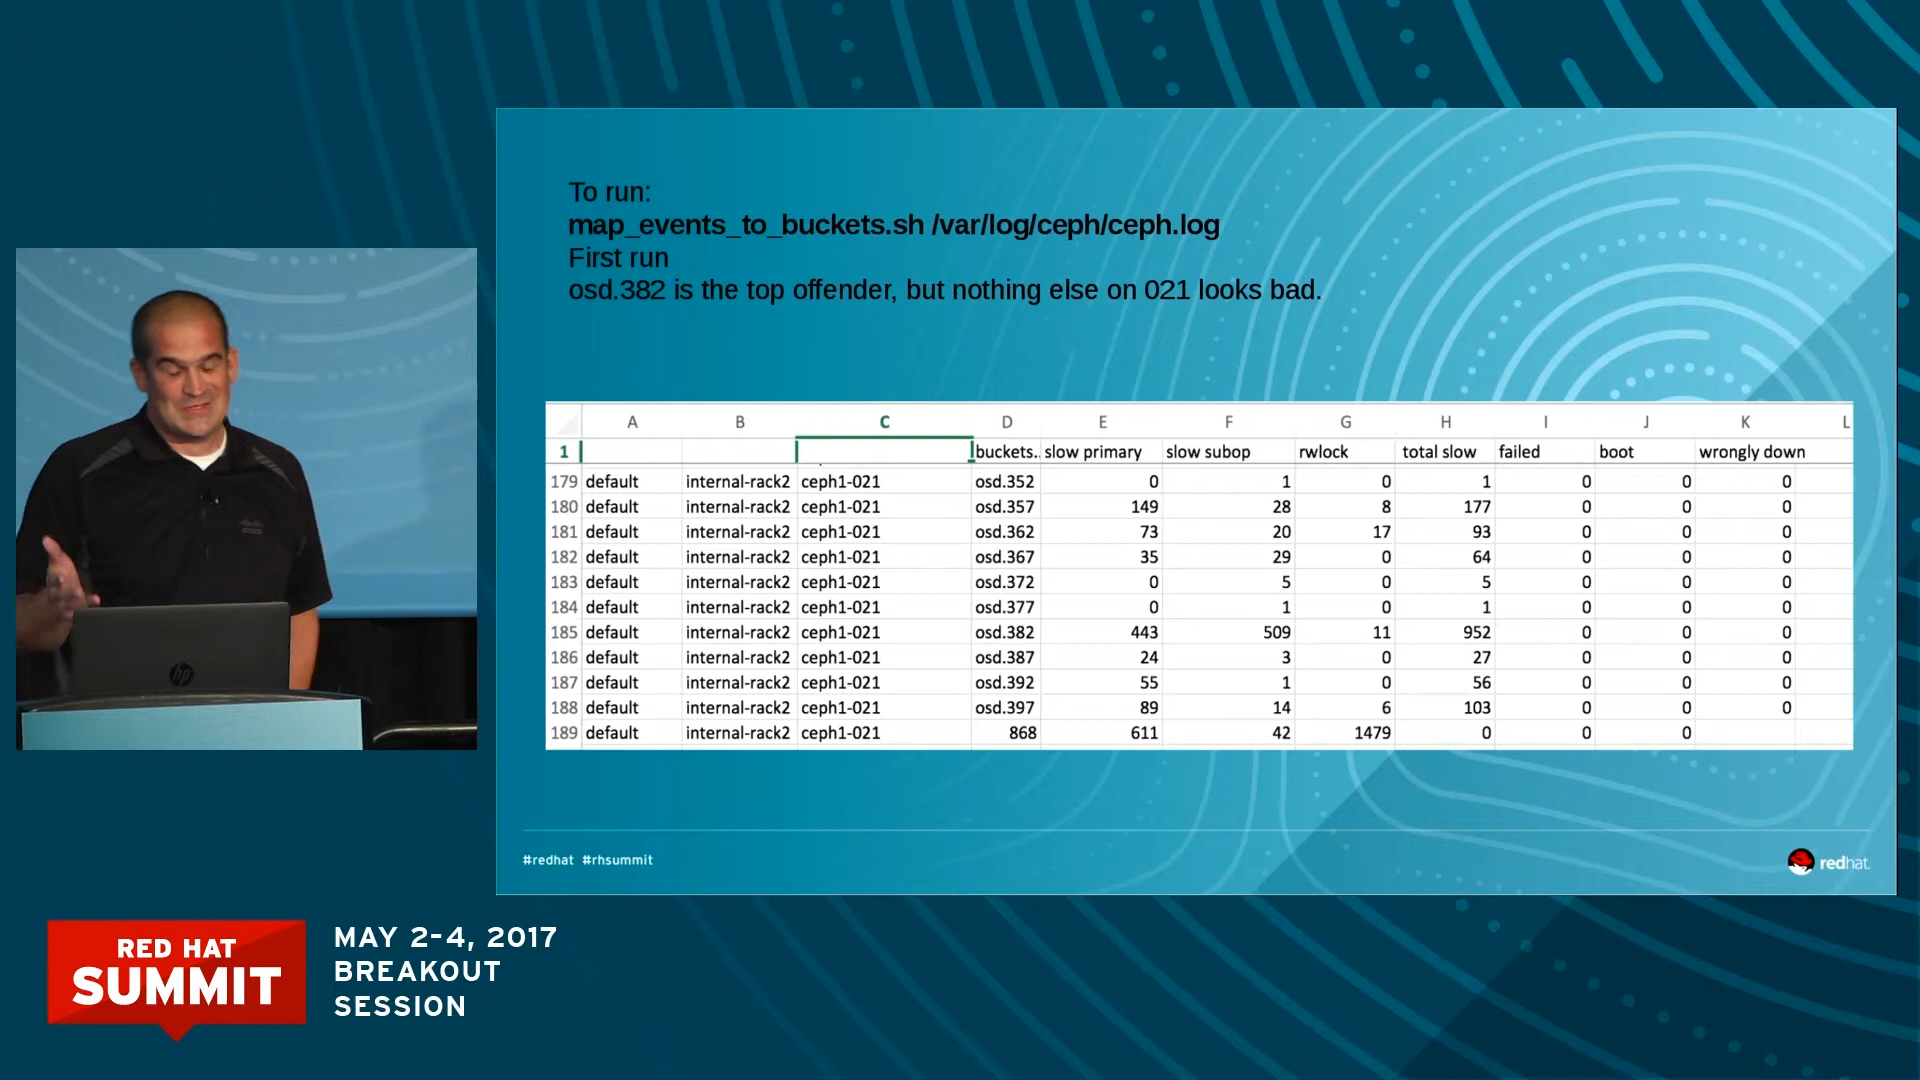 To run:
map_events_to_buckets.sh /var/log/ceph/ceph.log
First run
osd.382 is the top offender, but nothing else on 021 looks bad.
A B C D E F G H I J K L
1 buckets. slow primary slow subop rwlock total slow failed boot wrongly down
179 default internal-rack2 ceph1-021 osd.352 0 1 0 1 0 0 0
180 default internal-rack2 ceph1-021 osd.357 149 28 8 177 0 0 0
181 default internal-rack2 ceph1-021 osd.362 73 20 17 93 0 0 0
182 default internal-rack2 ceph1-021 osd.367 35 29 0 64 0 0 0
183 default internal-rack2 ceph1-021 osd.372 0 5 0 5 0 0 0
184 default internal-rack2 ceph1-021 osd.377 0 1 0 1 0 0 0
185 default internal-rack2 ceph1-021 osd.382 443 509 11 952 0 0 0
186 default internal-rack2 ceph1-021 osd.387 24 3 0 27 0 0 0
187 default internal-rack2 ceph1-021 osd.392 55 1 0 56 0 0 0
188 default internal-rack2 ceph1-021 osd.397 89 14 6 103 0 0 0
189 default internal-rack2 ceph1-021 868 611 42 1479 0 0 0
#redhat #rhsummit
redhat.
hp
RED HAT
SUMMIT
MAY 2-4, 2017
BREAKOUT
SESSION